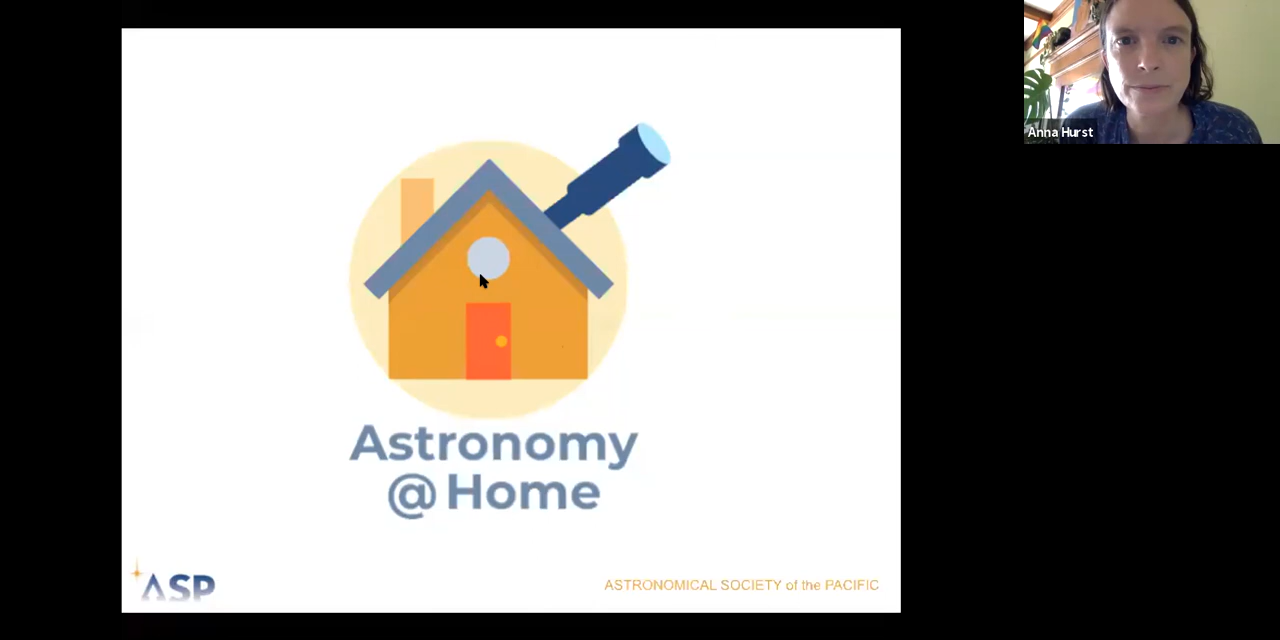 Anna Hurst
Astronomy
@ Home
ASP
ASTRONOMICAL SOCIETY of the PACIFIC